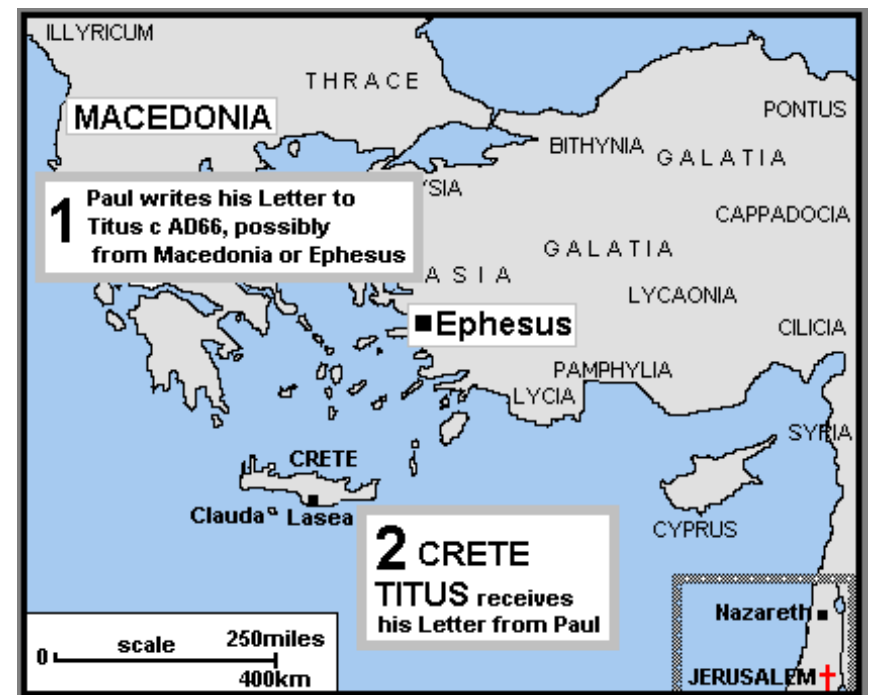 ILLYRICUM
THRACE
MACEDONIA
PONTUS
BITHYNIA
GALATIA
1 Paul writes his Letter to
Titus c AD66, possibly
from Macedonia or Ephesus
YSIA
CAPPADOCIA
GALATIA
ASIA
LYCAONIA
Ephesus
CILICIA
PAMPHYLIA
LYCIA
SYRIA
CRETE
Clauda
Lasea
CYPRUS
2 CRETE
TITUS receives
his Letter from Paul
Nazareth
JERUSALEM
0 scale 250miles
400km